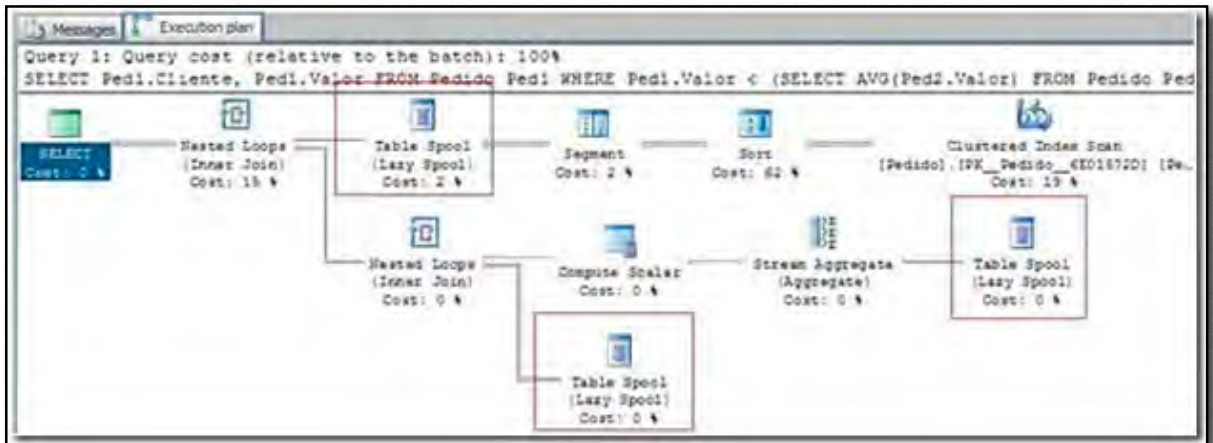 Messages Execution plan
Query 1: Query cost (relative to the batch): 100%
SELECT Ped1.Cliente, Ped1.Valor FROM Pedido Ped1 WHERE Ped1.Valor < (SELECT AVG(Ped2.Valor) FROM Pedido Ped
SELECT
Cost: 0 %
Nested Loops
(Inner Join)
Cost: 15 %
Table Spool
(Lazy Spool)
Cost: 2 %
Segment
Cost: 2 %
Sort
Cost: 62 %
Clustered Index Scan
[Pedido].[PK__Pedido__6E01572D] [Pe…
Cost: 19 %
Nested Loops
(Inner Join)
Cost: 0 %
Compute Scalar
Cost: 0 %
Stream Aggregate
(Aggregate)
Cost: 0 %
Table Spool
(Lazy Spool)
Cost: 0 %
Table Spool
(Lazy Spool)
Cost: 0 %